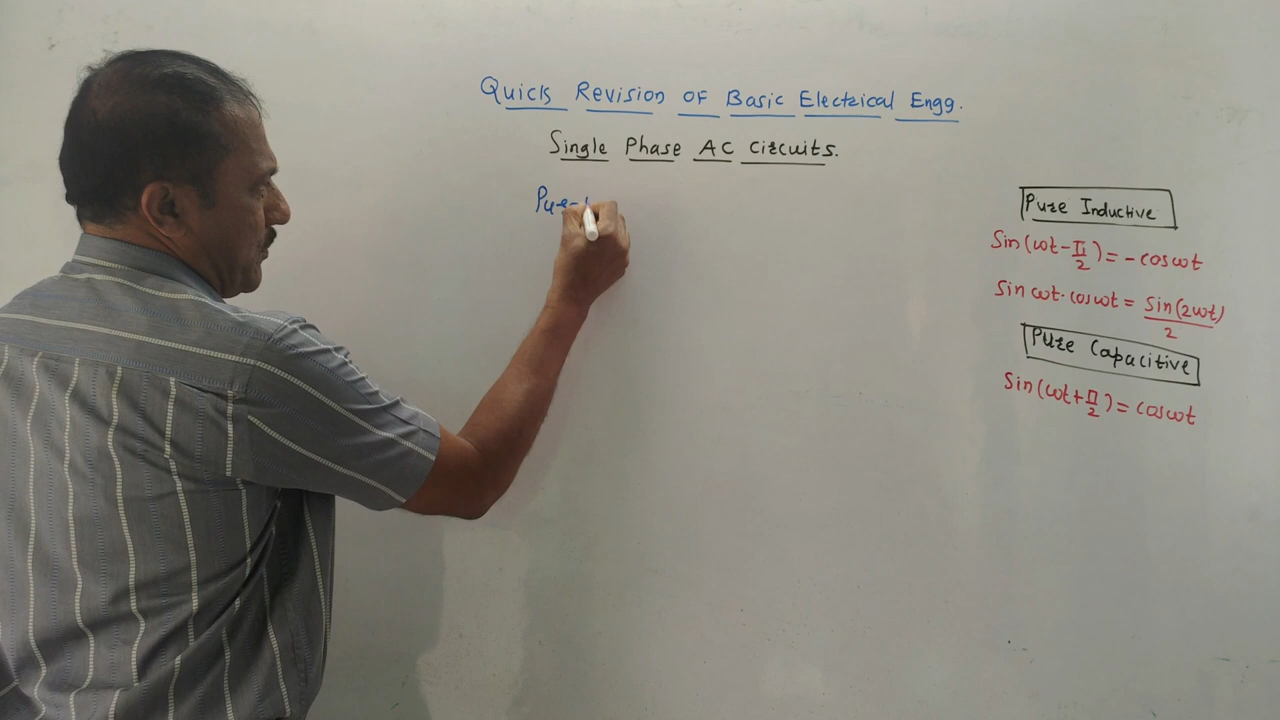 Quick Revision OF Basic Electrical Engg.
Single Phase AC Circuits.
Pure
Pure Inductive
Sin(ωt-π/2) = -cosωt
Sin ωt·cosωt = Sin(2ωt)/2
Pure Capacitive
Sin(ωt+π/2) = cosωt